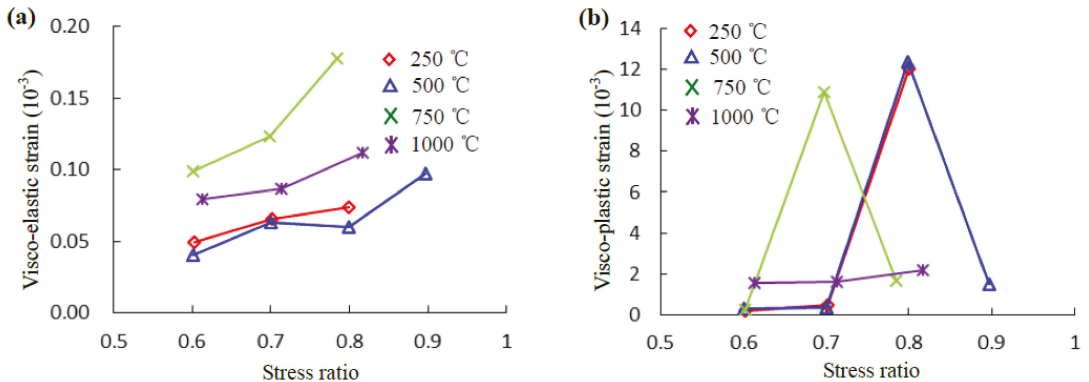 (a)
Visco-elastic strain (10⁻³)
0.20
0.15
0.10
0.05
0.00
0.5 0.6 0.7 0.8 0.9 1
Stress ratio
250 ℃
500 ℃
750 ℃
1000 ℃
(b)
Visco-plastic strain (10⁻³)
14
12
10
8
6
4
2
0
0.5 0.6 0.7 0.8 0.9 1
Stress ratio
250 ℃
500 ℃
750 ℃
1000 ℃